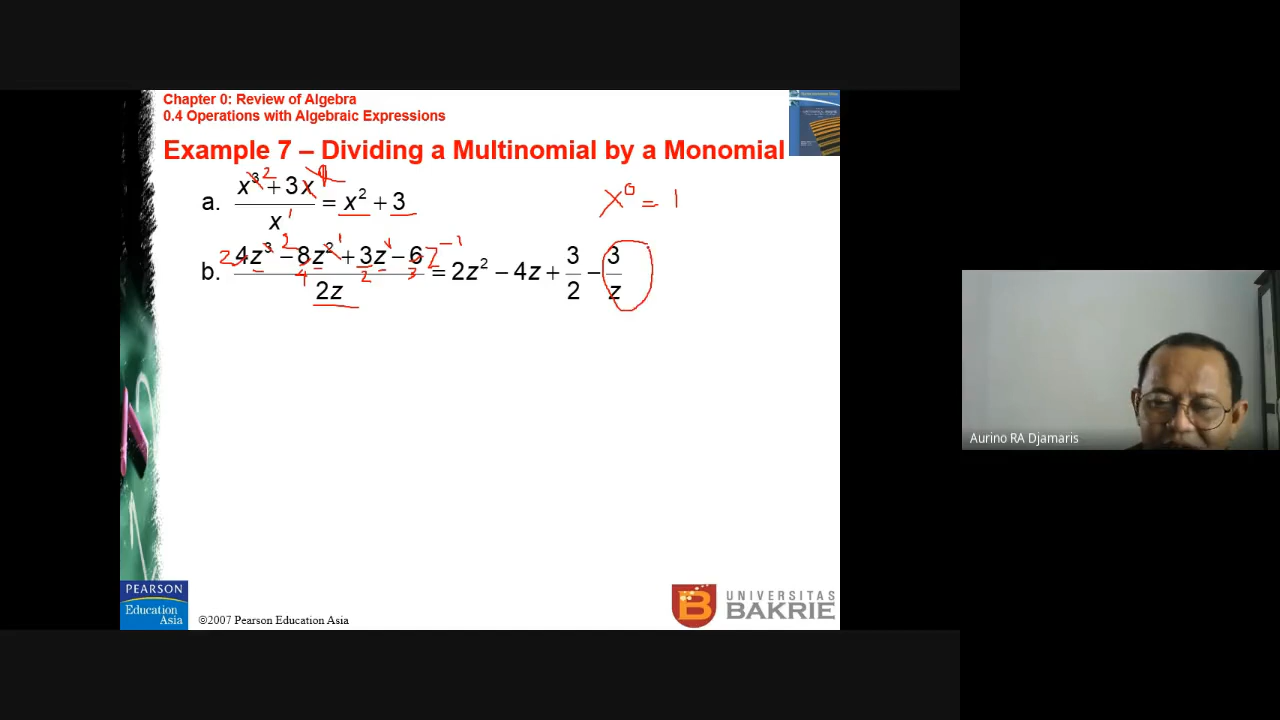 Chapter 0: Review of Algebra
0.4 Operations with Algebraic Expressions
Example 7 – Dividing a Multinomial by a Monomial
a. (x³ + 3x) / x = x² + 3
x⁰ = 1
b. (4z³ − 8z² + 3z − 6) / 2z = 2z² − 4z + 3/2 − 3/z
Aurino RA Djamaris
PEARSON
Education
Asia
©2007 Pearson Education Asia
UNIVERSITAS
BAKRIE